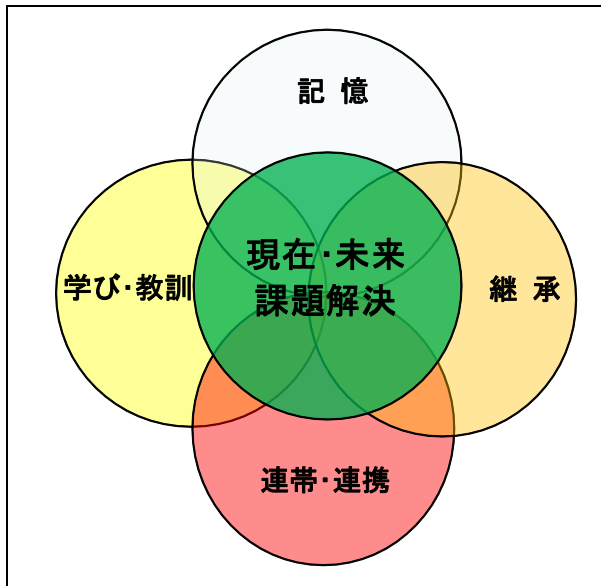 記 憶
現在・未来
課題解決
学び・教訓
継 承
連帯・連携